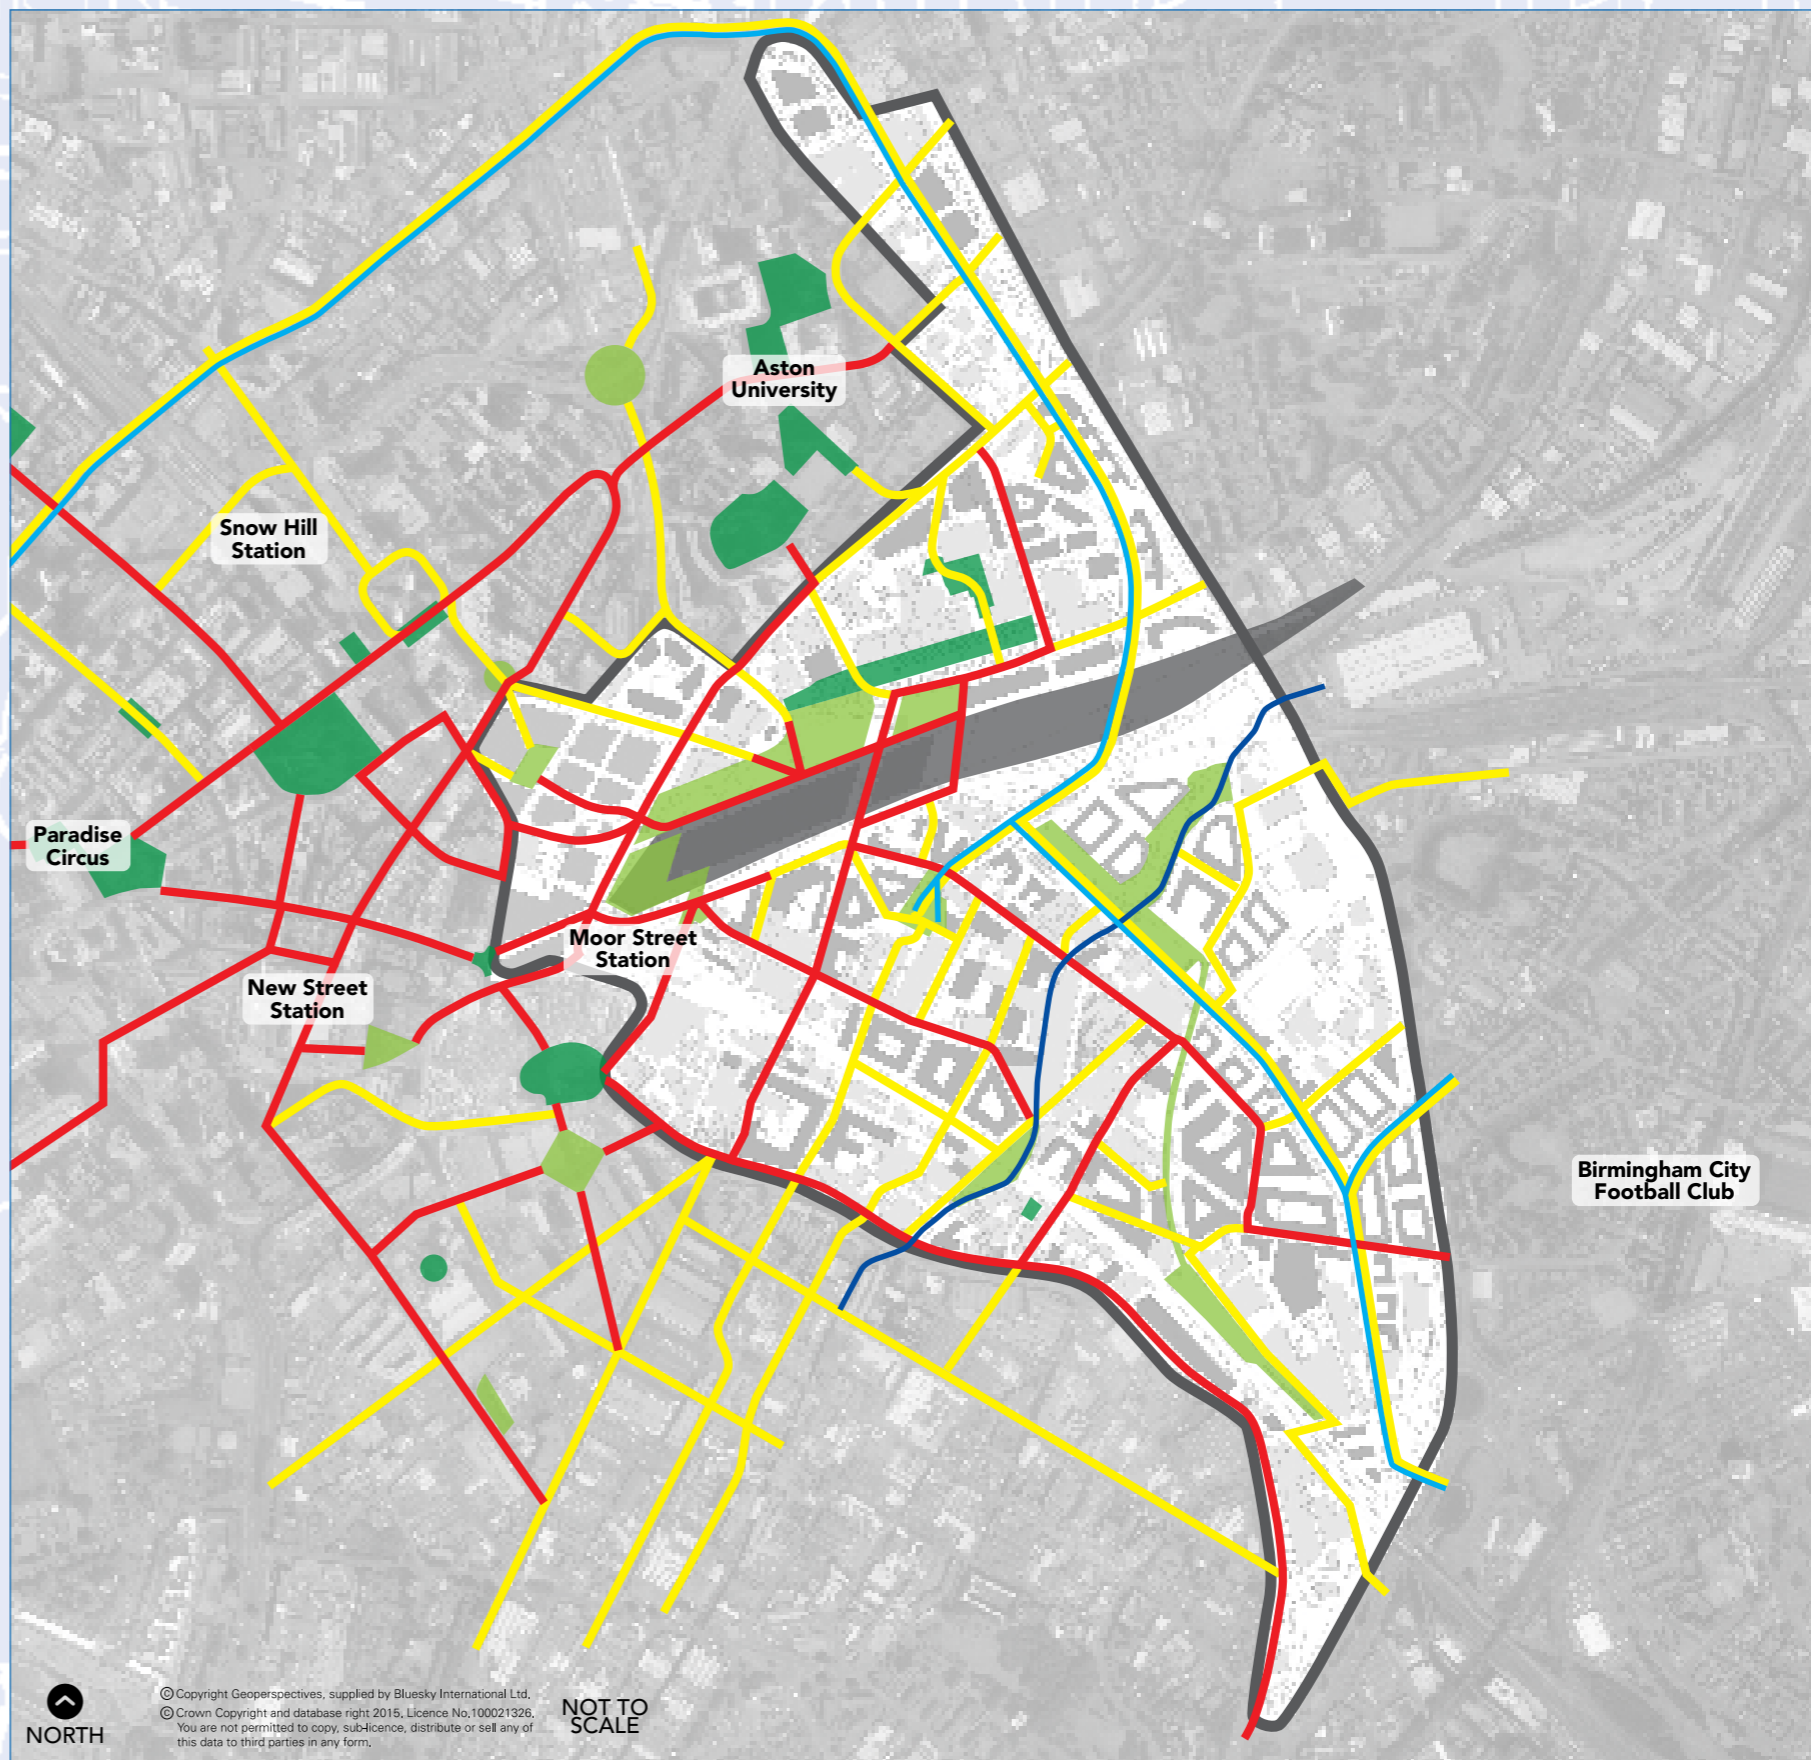 Aston
University
Snow Hill
Station
Paradise
Circus
Moor Street
Station
New Street
Station
Birmingham City
Football Club
NORTH
© Copyright Geoperspectives, supplied by Bluesky International Ltd.
© Crown Copyright and database right 2015. Licence No.100021326.
You are not permitted to copy, sub-licence, distribute or sell any of
this data to third parties in any form.
NOT TO
SCALE